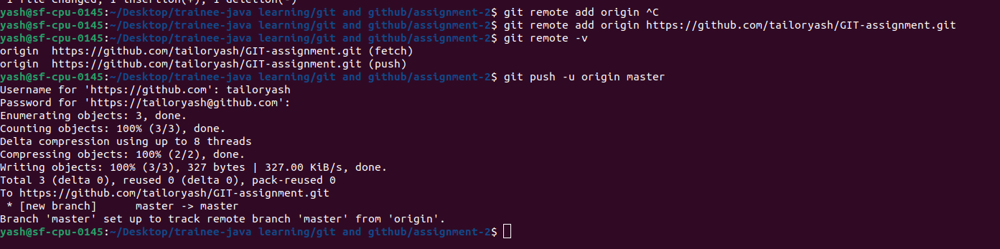 1 file changed, 1 insertion(+), 1 deletion(-)
yash@sf-cpu-0145:~/Desktop/trainee-java learning/git and github/assignment-2$ git remote add origin ^C
yash@sf-cpu-0145:~/Desktop/trainee-java learning/git and github/assignment-2$ git remote add origin https://github.com/tailoryash/GIT-assignment.git
yash@sf-cpu-0145:~/Desktop/trainee-java learning/git and github/assignment-2$ git remote -v
origin  https://github.com/tailoryash/GIT-assignment.git (fetch)
origin  https://github.com/tailoryash/GIT-assignment.git (push)
yash@sf-cpu-0145:~/Desktop/trainee-java learning/git and github/assignment-2$ git push -u origin master
Username for 'https://github.com': tailoryash
Password for 'https://tailoryash@github.com':
Enumerating objects: 3, done.
Counting objects: 100% (3/3), done.
Delta compression using up to 8 threads
Compressing objects: 100% (2/2), done.
Writing objects: 100% (3/3), 327 bytes | 327.00 KiB/s, done.
Total 3 (delta 0), reused 0 (delta 0), pack-reused 0
To https://github.com/tailoryash/GIT-assignment.git
 * [new branch]      master -> master
Branch 'master' set up to track remote branch 'master' from 'origin'.
yash@sf-cpu-0145:~/Desktop/trainee-java learning/git and github/assignment-2$